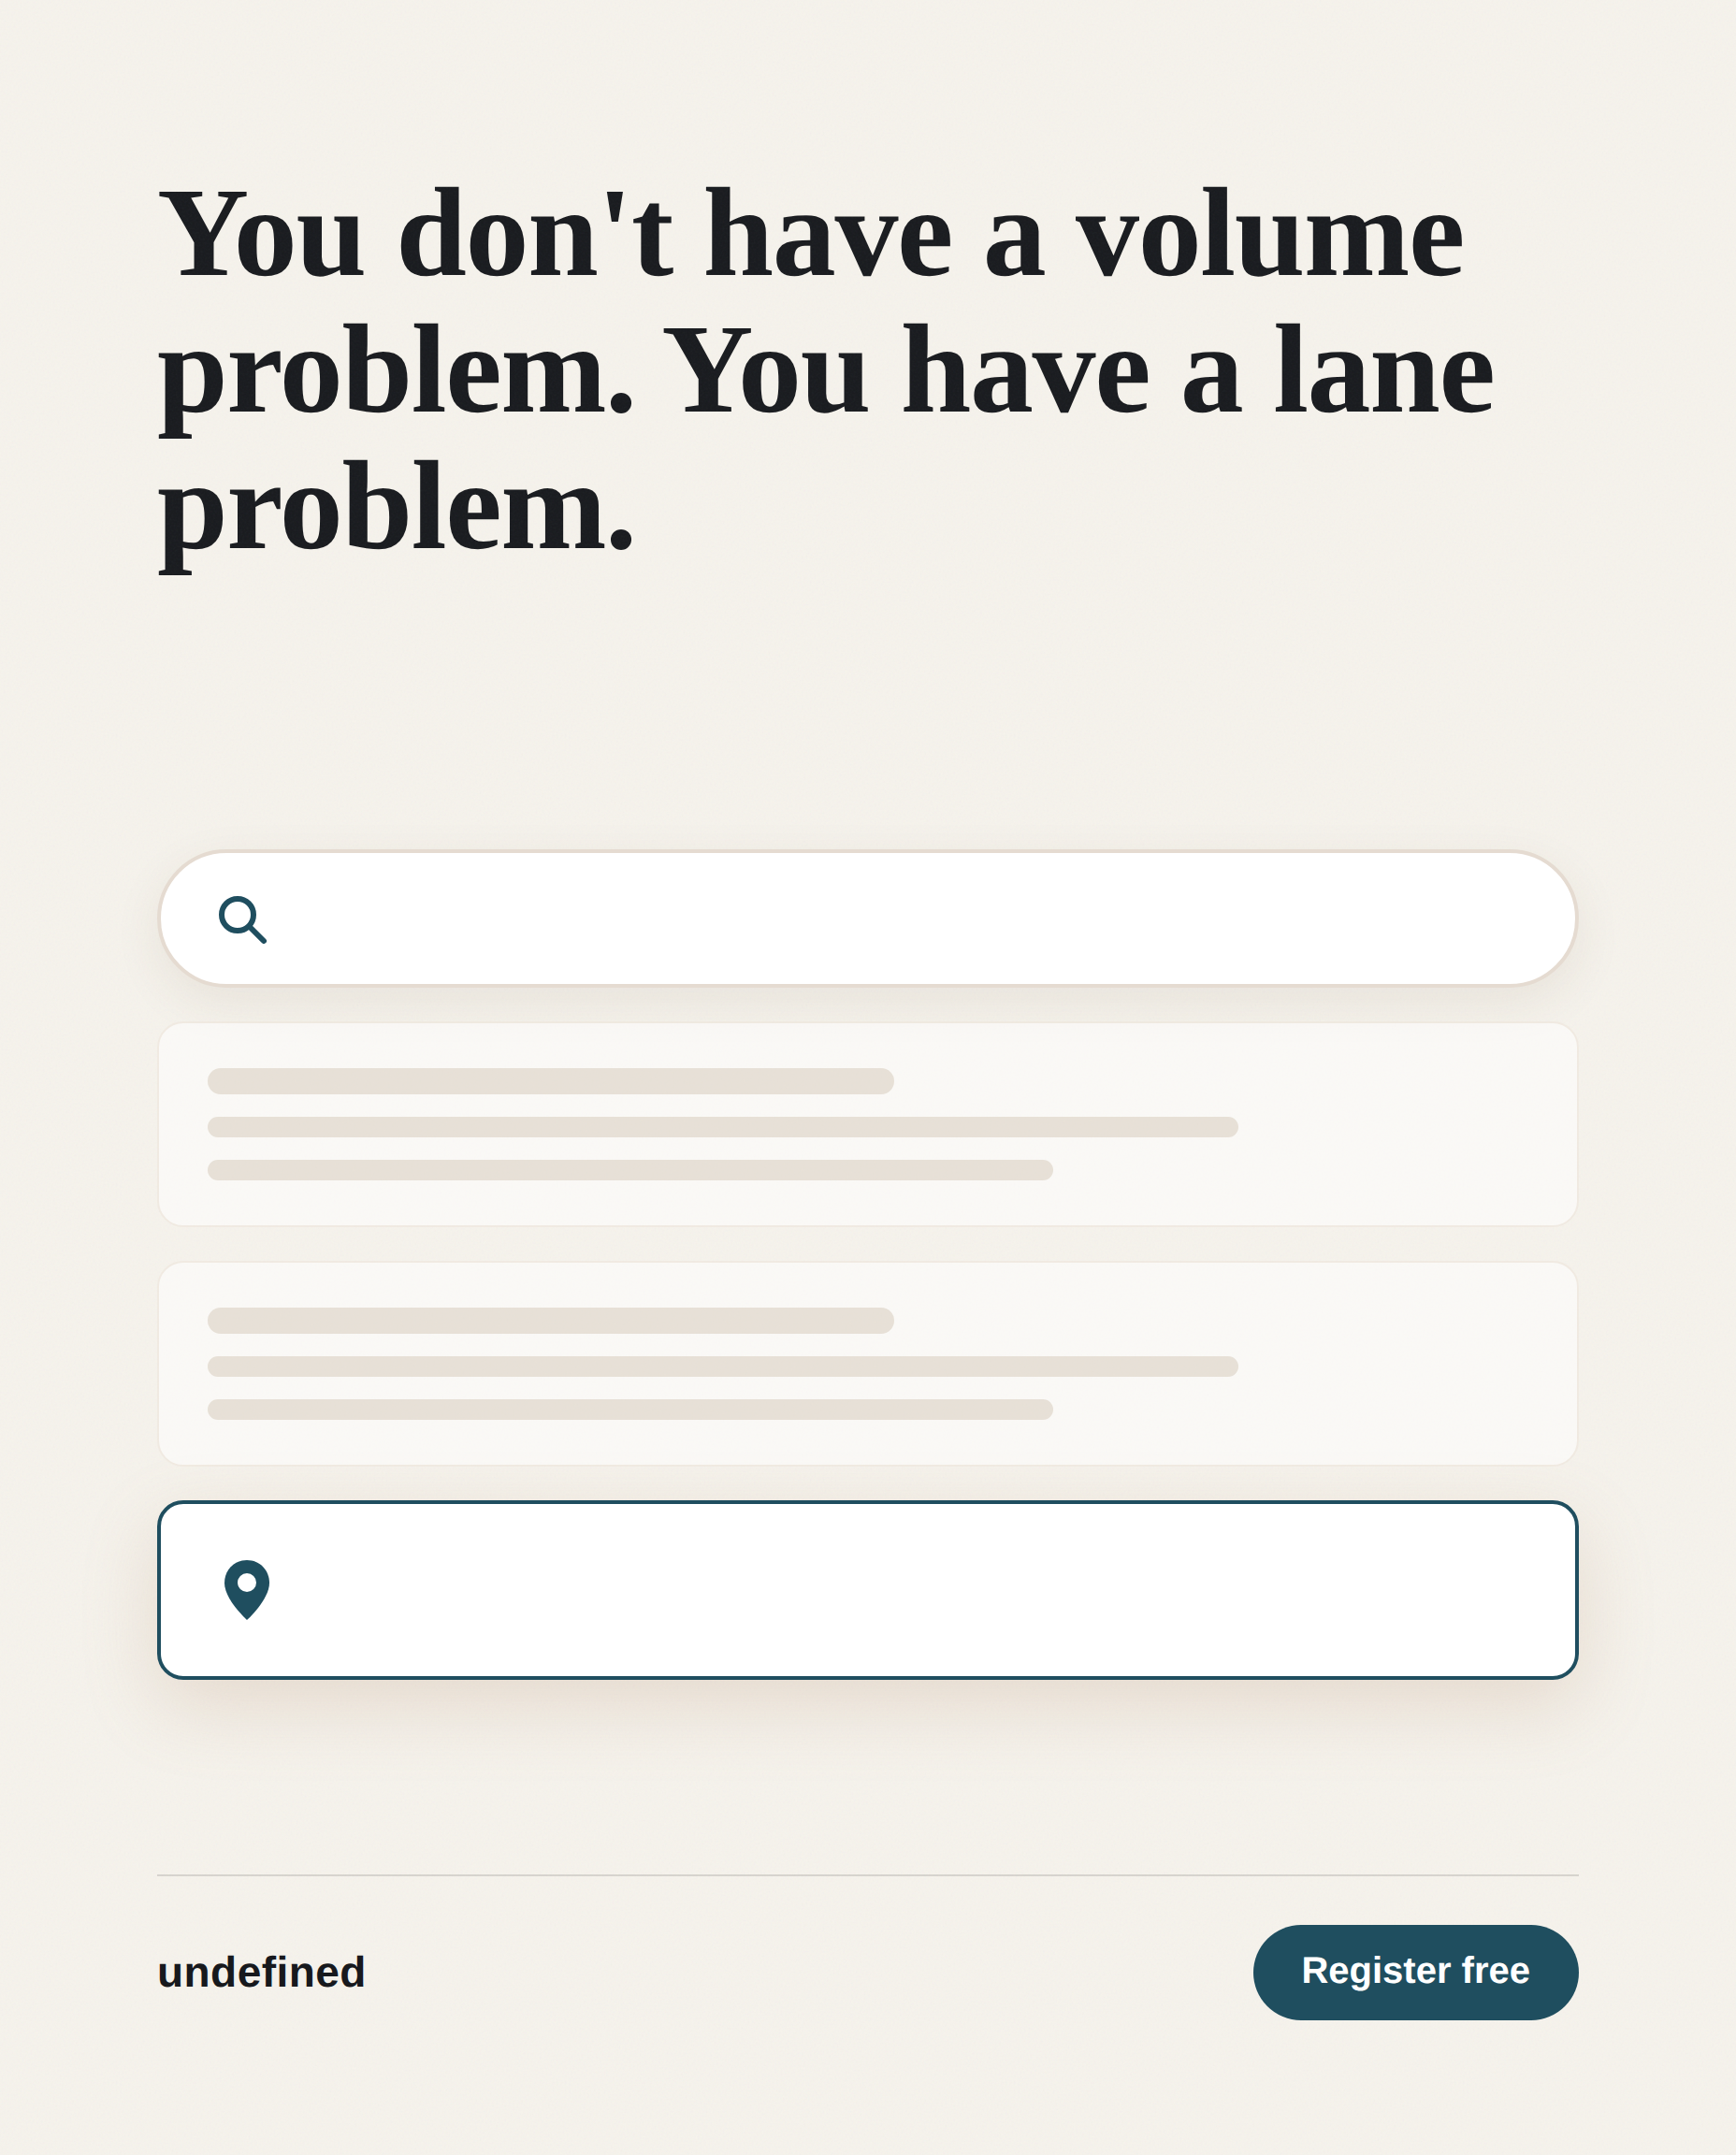 You don't have a volume
problem. You have a lane
problem.
undefined
Register free